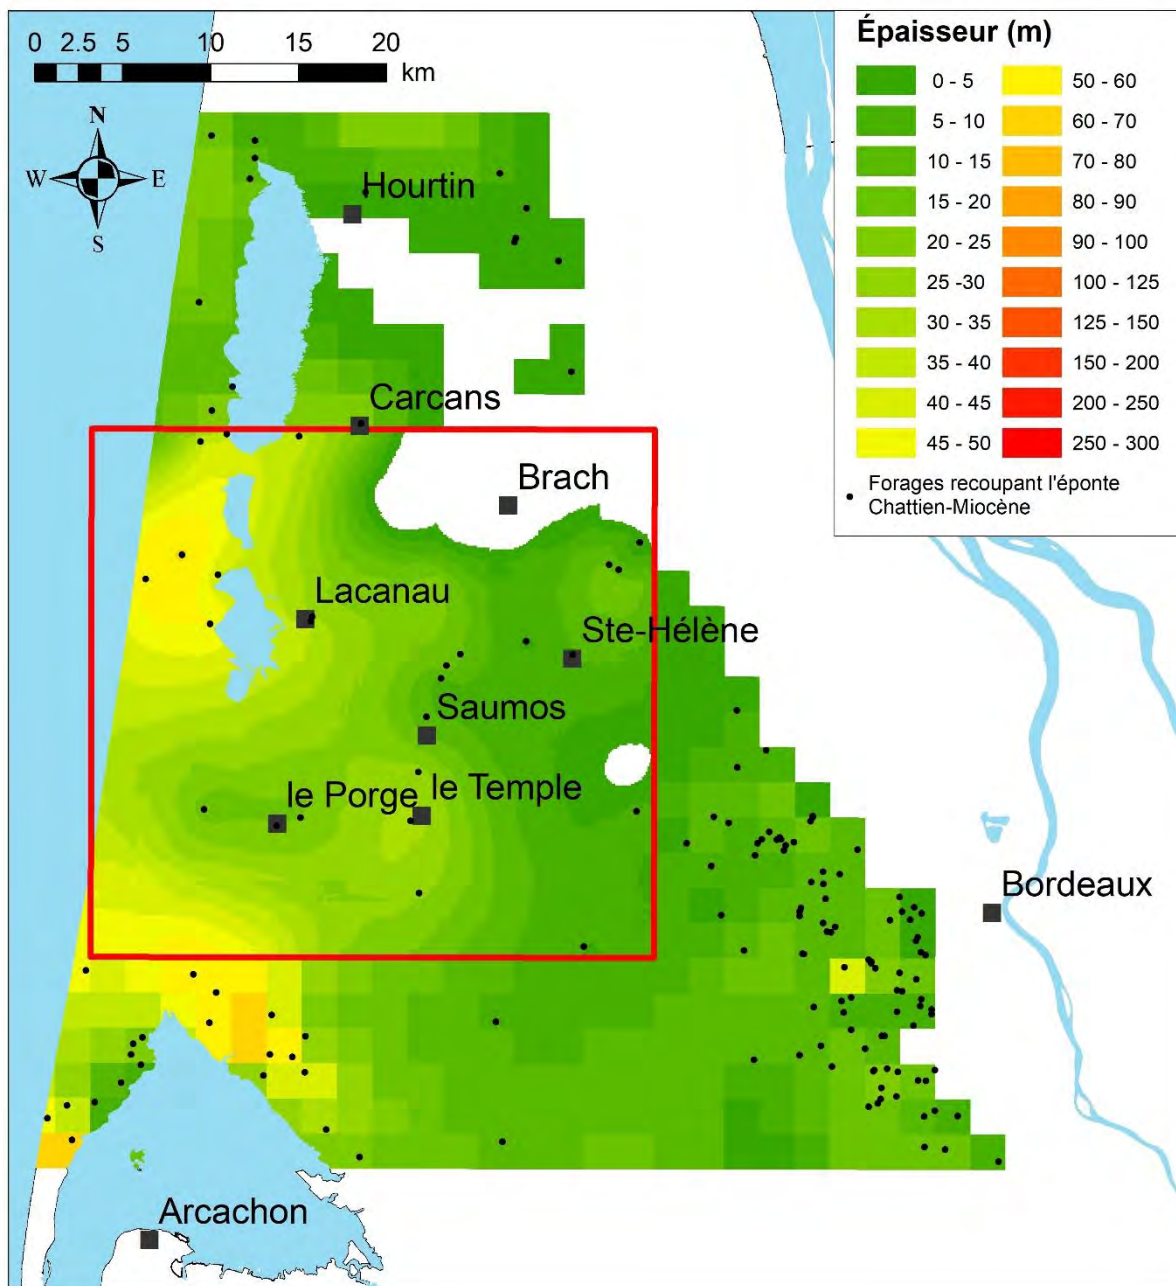 0 2.5 5 10 15 20
km
N
W E
S
Épaisseur (m)
0 - 5 50 - 60
5 - 10 60 - 70
10 - 15 70 - 80
15 - 20 80 - 90
20 - 25 90 - 100
25 -30 100 - 125
30 - 35 125 - 150
35 - 40 150 - 200
40 - 45 200 - 250
45 - 50 250 - 300
Forages recoupant l'éponte
Chattien-Miocène
Hourtin
Carcans
Brach
Lacanau
Ste-Hélène
Saumos
le Porge
le Temple
Bordeaux
Arcachon